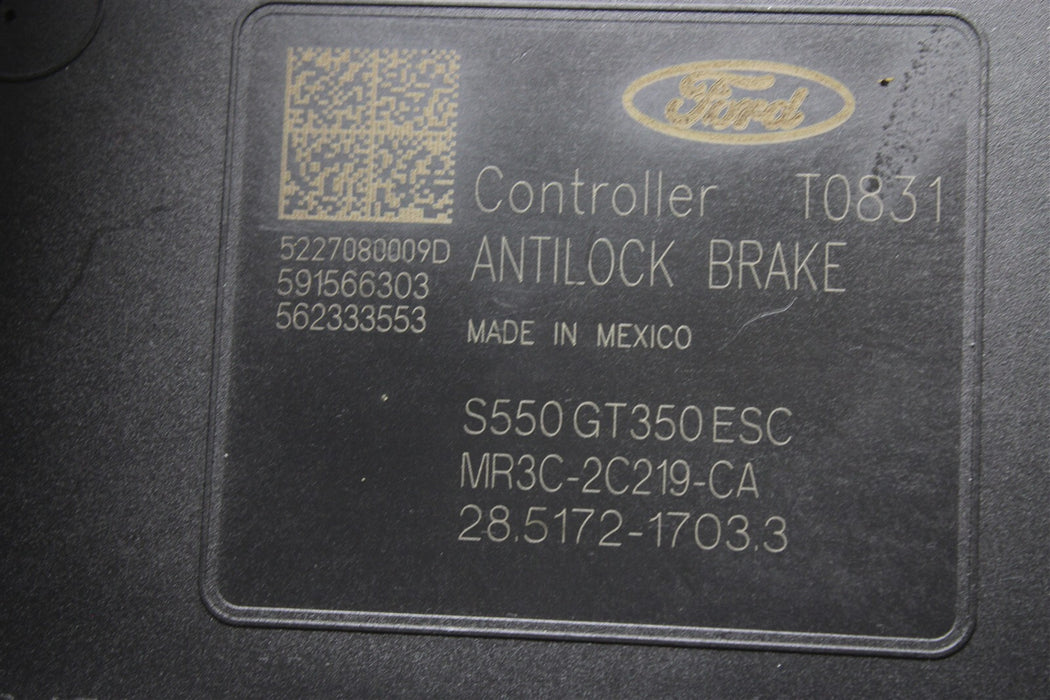 Ford
Controller T0831
ANTILOCK BRAKE
MADE IN MEXICO
5227080009D
591566303
562333553
S550 GT350 ESC
MR3C-2C219-CA
28.5172-1703.3